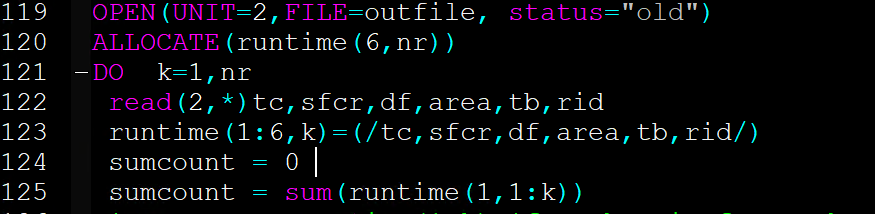 119 OPEN(UNIT=2,FILE=outfile, status="old")
120 ALLOCATE(runtime(6,nr))
121 -DO  k=1,nr
122 read(2,*)tc,sfcr,df,area,tb,rid
123 runtime(1:6,k)=(/tc,sfcr,df,area,tb,rid/)
124 sumcount = 0
125 sumcount = sum(runtime(1,1:k))